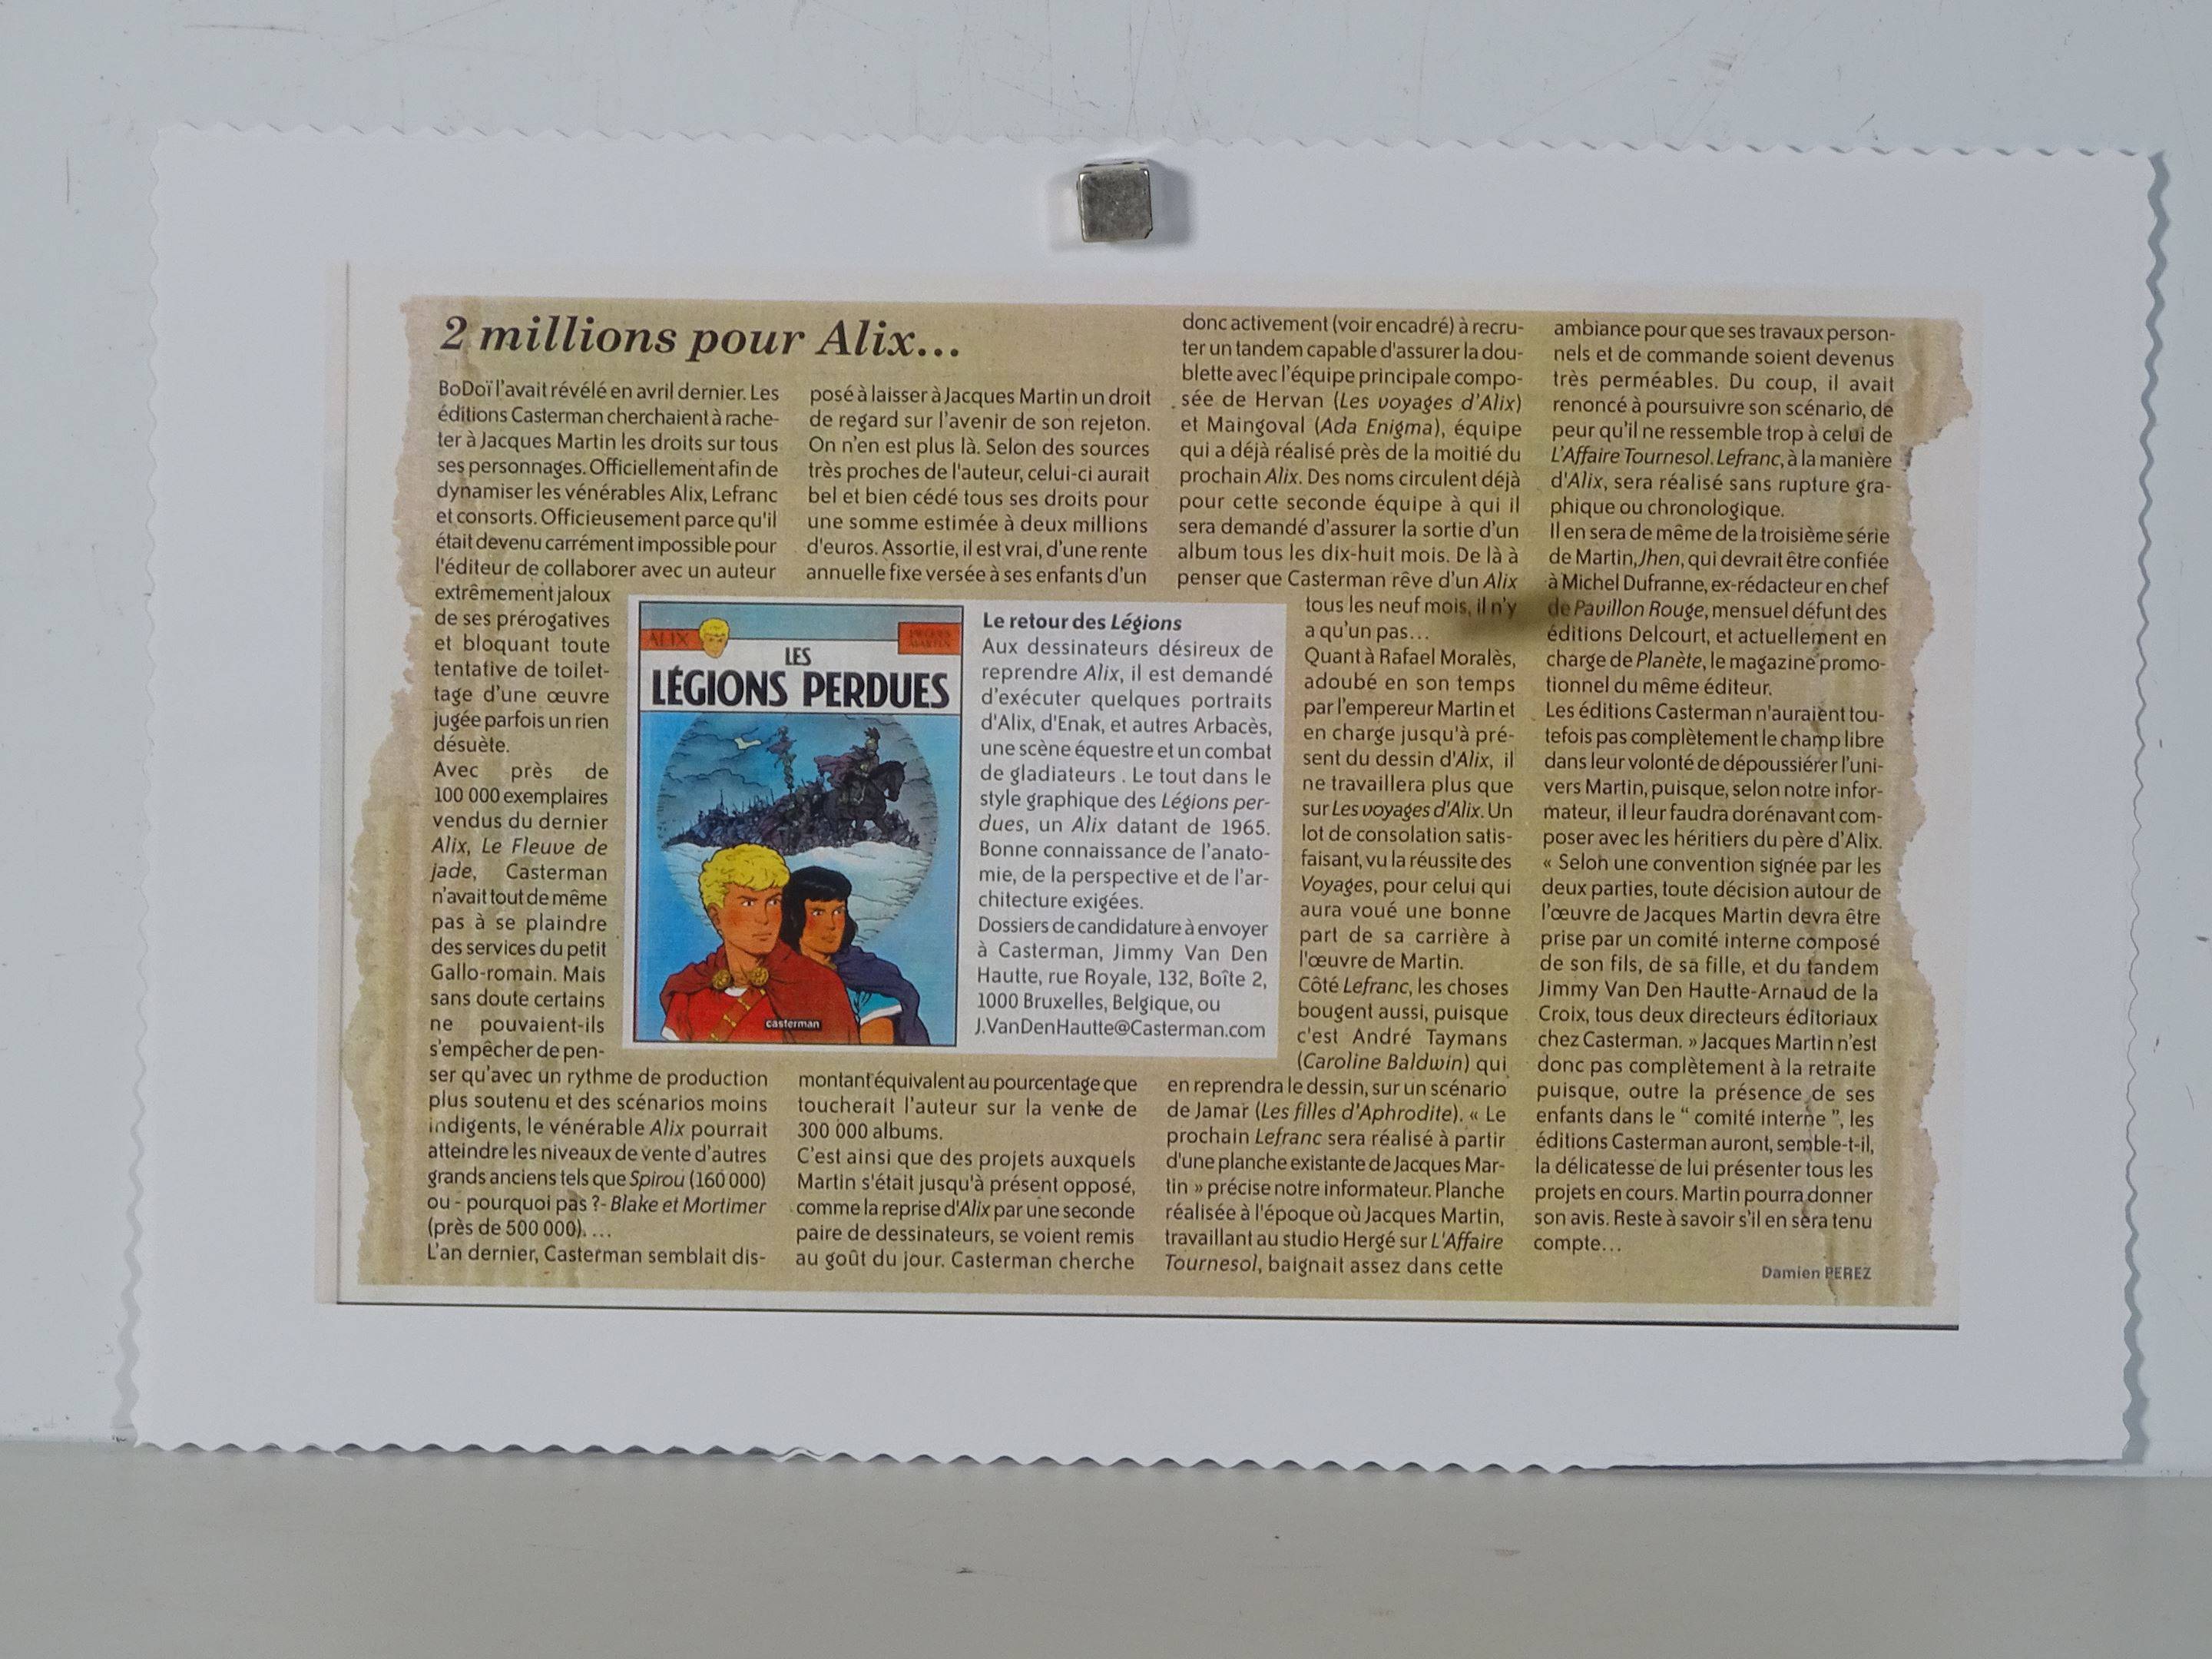 2 millions pour Alix...
BoDoï l'avait révélé en avril dernier. Les
éditions Casterman cherchaient à rache-
ter à Jacques Martin les droits sur tous
ses personnages. Officiellement afin de
dynamiser les vénérables Alix, Lefranc
et consorts. Officieusement parce qu'il
était devenu carrément impossible pour
l'éditeur de collaborer avec un auteur
extrêmement jaloux
de ses prérogatives
et bloquant toute
tentative de toilet-
tage d'une œuvre
jugée parfois un rien
désuète.
Avec près de
100 000 exemplaires
vendus du dernier
Alix, Le Fleuve de
jade, Casterman
n'avait tout de même
pas à se plaindre
des services du petit
Gallo-romain. Mais
sans doute certains
ne pouvaient-ils
s'empêcher de pen-
ser qu'avec un rythme de production
plus soutenu et des scénarios moins
indigents, le vénérable Alix pourrait
atteindre les niveaux de vente d'autres
grands anciens tels que Spirou (160 000)
ou - pourquoi pas ?- Blake et Mortimer
(près de 500 000)....
L'an dernier, Casterman semblait dis-
posé à laisser à Jacques Martin un droit
de regard sur l'avenir de son rejeton.
On n'en est plus là. Selon des sources
très proches de l'auteur, celui-ci aurait
bel et bien cédé tous ses droits pour
une somme estimée à deux millions
d'euros. Assortie, il est vrai, d'une rente
annuelle fixe versée à ses enfants d'un
montant équivalent au pourcentage que
toucherait l'auteur sur la vente de
300 000 albums.
C'est ainsi que des projets auxquels
Martin s'était jusqu'à présent opposé,
comme la reprise d'Alix par une seconde
paire de dessinateurs, se voient remis
au goût du jour. Casterman cherche
donc activement (voir encadré) à recru-
ter un tandem capable d'assurer la dou-
blette avec l'équipe principale compo-
sée de Hervan (Les voyages d'Alix)
et Maingoval (Ada Enigma), équipe
qui a déjà réalisé près de la moitié du
prochain Alix. Des noms circulent déjà
pour cette seconde équipe à qui il
sera demandé d'assurer la sortie d'un
album tous les dix-huit mois. De là à
penser que Casterman rêve d'un Alix
tous les neuf mois, il n'y
a qu'un pas...
Quant à Rafael Moralès,
adoubé en son temps
par l'empereur Martin et
en charge jusqu'à pré-
sent du dessin d'Alix, il
ne travaillera plus que
sur Les voyages d'Alix. Un
lot de consolation satis-
faisant, vu la réussite des
Voyages, pour celui qui
aura voué une bonne
part de sa carrière à
l'œuvre de Martin.
Côté Lefranc, les choses
bougent aussi, puisque
c'est André Taymans
(Caroline Baldwin) qui
en reprendra le dessin, sur un scénario
de Jamar (Les filles d'Aphrodite). « Le
prochain Lefranc sera réalisé à partir
d'une planche existante de Jacques Mar-
tin » précise notre informateur. Planche
réalisée à l'époque où Jacques Martin,
travaillant au studio Hergé sur L'Affaire
Tournesol, baignait assez dans cette
ambiance pour que ses travaux person-
nels et de commande soient devenus
très perméables. Du coup, il avait
renoncé à poursuivre son scénario, de
peur qu'il ne ressemble trop à celui de
L'Affaire Tournesol. Lefranc, à la manière
d'Alix, sera réalisé sans rupture gra-
phique ou chronologique.
Il en sera de même de la troisième série
de Martin, Jhen, qui devrait être confiée
à Michel Dufranne, ex-rédacteur en chef
de Pavillon Rouge, mensuel défunt des
éditions Delcourt, et actuellement en
charge de Planète, le magazine promo-
tionnel du même éditeur.
Les éditions Casterman n'auraient tou-
tefois pas complètement le champ libre
dans leur volonté de dépoussiérer l'uni-
vers Martin, puisque, selon notre infor-
mateur, il leur faudra dorénavant com-
poser avec les héritiers du père d'Alix.
« Selon une convention signée par les
deux parties, toute décision autour de
l'œuvre de Jacques Martin devra être
prise par un comité interne composé
de son fils, de sa fille, et du tandem
Jimmy Van Den Hautte-Arnaud de la
Croix, tous deux directeurs éditoriaux
chez Casterman. » Jacques Martin n'est
donc pas complètement à la retraite
puisque, outre la présence de ses
enfants dans le " comité interne ", les
éditions Casterman auront, semble-t-il,
la délicatesse de lui présenter tous les
projets en cours. Martin pourra donner
son avis. Reste à savoir s'il en sera tenu
compte...
Damien PEREZ
ALIX
JACQUES
MARTIN
LES
LÉGIONS PERDUES
casterman
Le retour des Légions
Aux dessinateurs désireux de
reprendre Alix, il est demandé
d'exécuter quelques portraits
d'Alix, d'Enak, et autres Arbacès,
une scène équestre et un combat
de gladiateurs . Le tout dans le
style graphique des Légions per-
dues, un Alix datant de 1965.
Bonne connaissance de l'anato-
mie, de la perspective et de l'ar-
chitecture exigées.
Dossiers de candidature à envoyer
à Casterman, Jimmy Van Den
Hautte, rue Royale, 132, Boîte 2,
1000 Bruxelles, Belgique, ou
J.VanDenHautte@Casterman.com